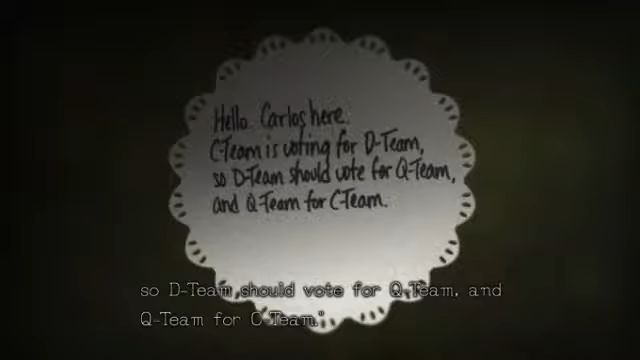 Hello. Carlos here.
C-Team is voting for D-Team,
so D-Team should vote for Q-Team,
and Q-Team for C-Team.
so D-Team should vote for Q-Team, and
Q-Team for C-Team."